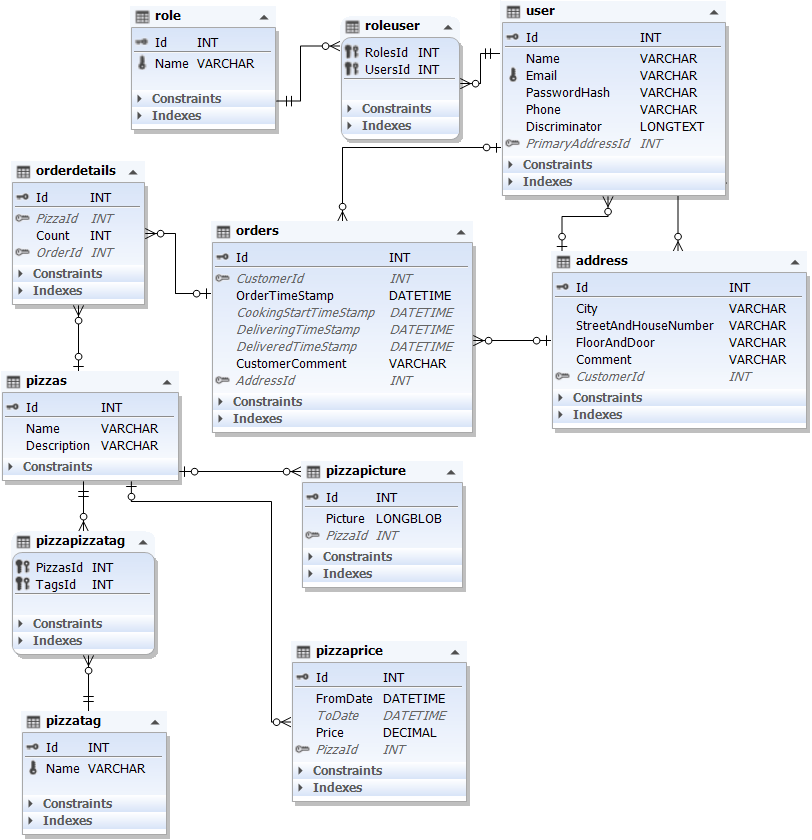 role
Id INT
Name VARCHAR
Constraints
Indexes
roleuser
RolesId INT
UsersId INT
Constraints
Indexes
user
Id INT
Name VARCHAR
Email VARCHAR
PasswordHash VARCHAR
Phone VARCHAR
Discriminator LONGTEXT
PrimaryAddressId INT
Constraints
Indexes
orderdetails
Id INT
PizzaId INT
Count INT
OrderId INT
Constraints
Indexes
orders
Id INT
CustomerId INT
OrderTimeStamp DATETIME
CookingStartTimeStamp DATETIME
DeliveringTimeStamp DATETIME
DeliveredTimeStamp DATETIME
CustomerComment VARCHAR
AddressId INT
Constraints
Indexes
address
Id INT
City VARCHAR
StreetAndHouseNumber VARCHAR
FloorAndDoor VARCHAR
Comment VARCHAR
CustomerId INT
Constraints
Indexes
pizzas
Id INT
Name VARCHAR
Description VARCHAR
Constraints
pizzapicture
Id INT
Picture LONGBLOB
PizzaId INT
Constraints
Indexes
pizzapizzatag
PizzasId INT
TagsId INT
Constraints
Indexes
pizzaprice
Id INT
FromDate DATETIME
ToDate DATETIME
Price DECIMAL
PizzaId INT
Constraints
Indexes
pizzatag
Id INT
Name VARCHAR
Constraints
Indexes